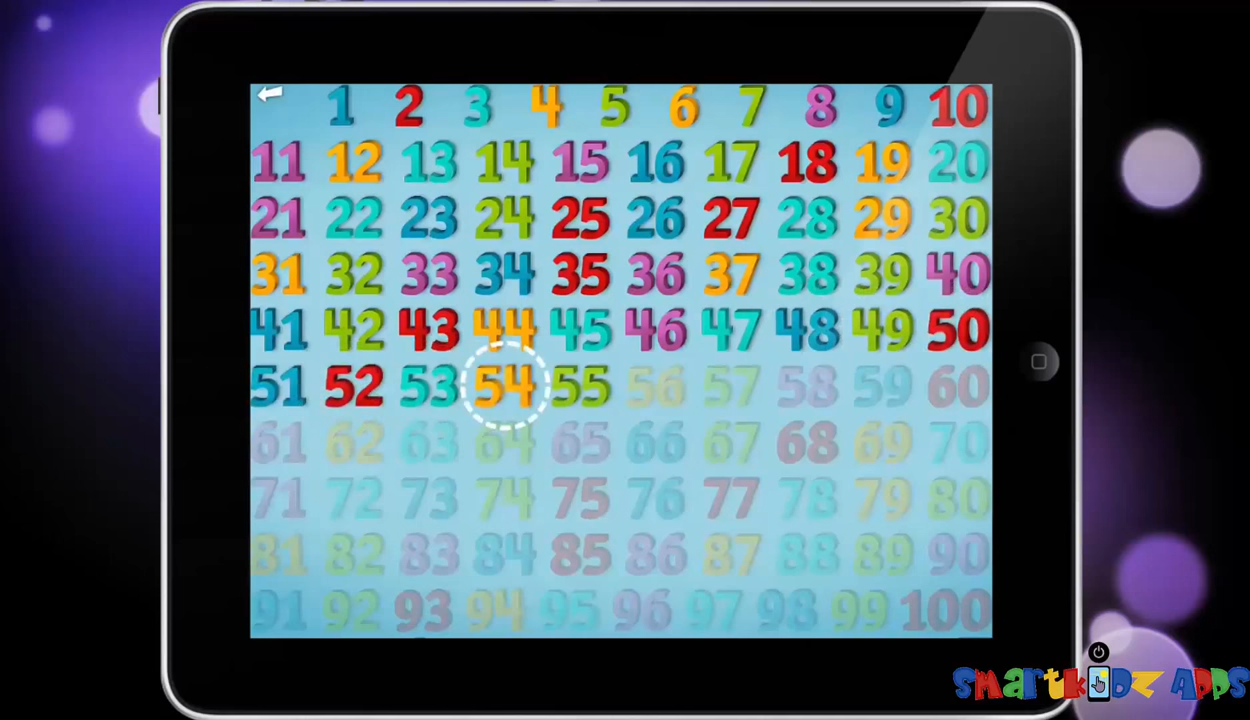 1 2 3 4 5 6 7 8 9 10
11 12 13 14 15 16 17 18 19 20
21 22 23 24 25 26 27 28 29 30
31 32 33 34 35 36 37 38 39 40
41 42 43 44 45 46 47 48 49 50
51 52 53 54 55 56 57 58 59 60
61 62 63 64 65 66 67 68 69 70
71 72 73 74 75 76 77 78 79 80
81 82 83 84 85 86 87 88 89 90
91 92 93 94 95 96 97 98 99 100
smartkidz Apps